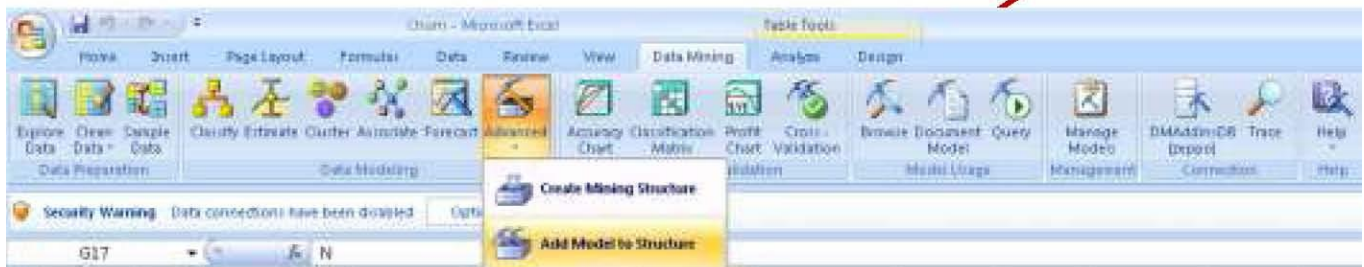 Churn - Microsoft Excel Table Tools
Home Insert Page Layout Formulas Data Review View Data Mining Analyze Design
Explore Data Clean Data Sample Data Classify Estimate Cluster Associate Forecast Advanced Accuracy Chart Classification Matrix Profit Chart Cross-Validation Browse Document Model Query Manage Models DMAddinsDB Trace Help
Data Preparation Data Modeling Model Usage Management Connection Help
Create Mining Structure
Security Warning Data connections have been disabled
Add Model to Structure
G17 fx N